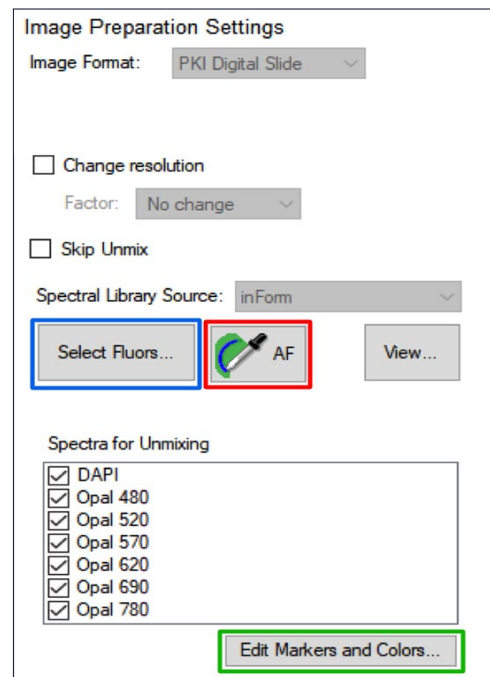 Image Preparation Settings
Image Format: PKI Digital Slide
Change resolution
Factor: No change
Skip Unmix
Spectral Library Source: inForm
Select Fluors... AF View...
Spectra for Unmixing
DAPI
Opal 480
Opal 520
Opal 570
Opal 620
Opal 690
Opal 780
Edit Markers and Colors...